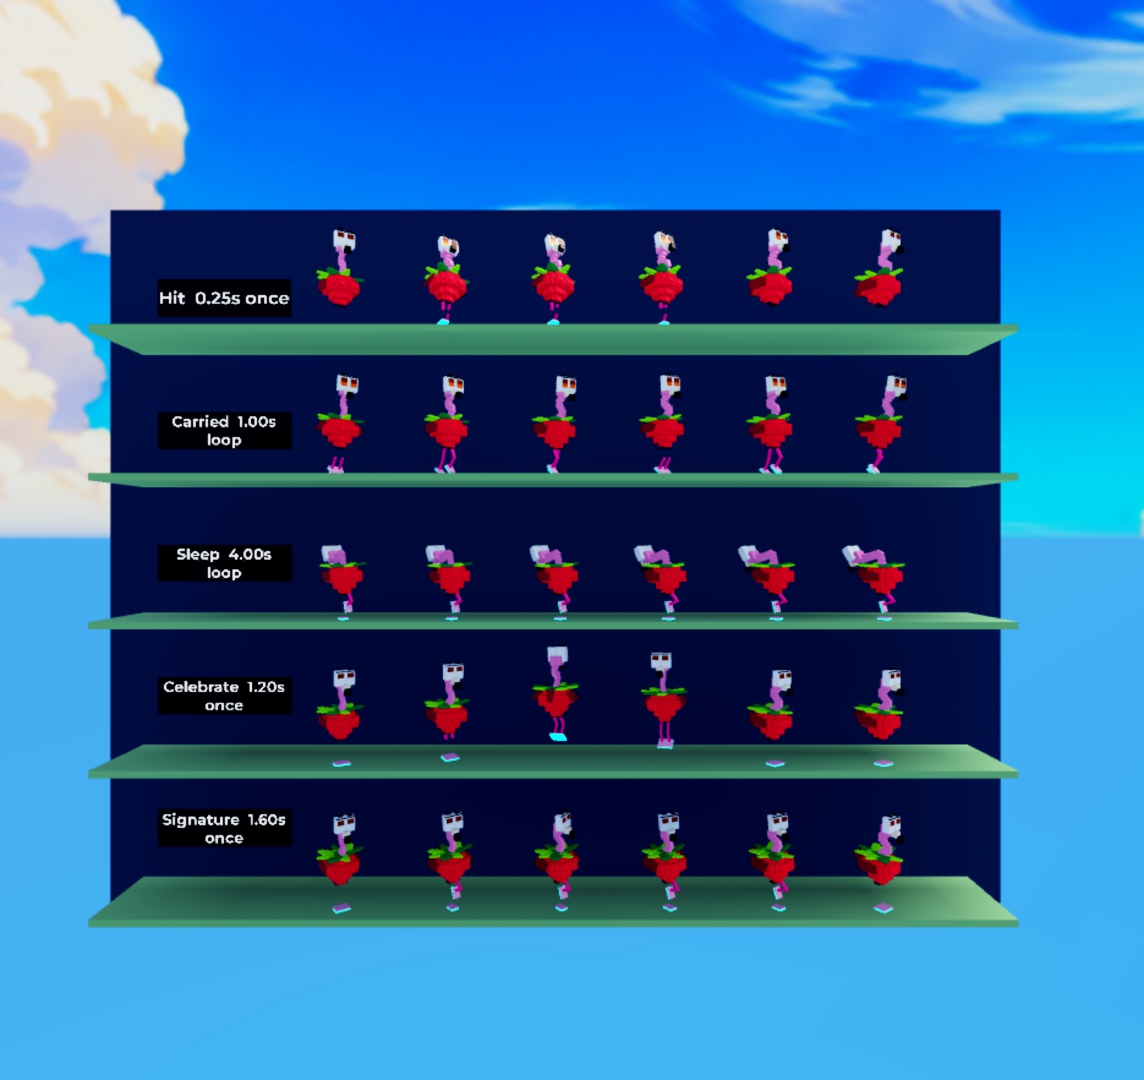 Hit 0.25s once
Carried 1.00s
loop
Sleep 4.00s
loop
Celebrate 1.20s
once
Signature 1.60s
once